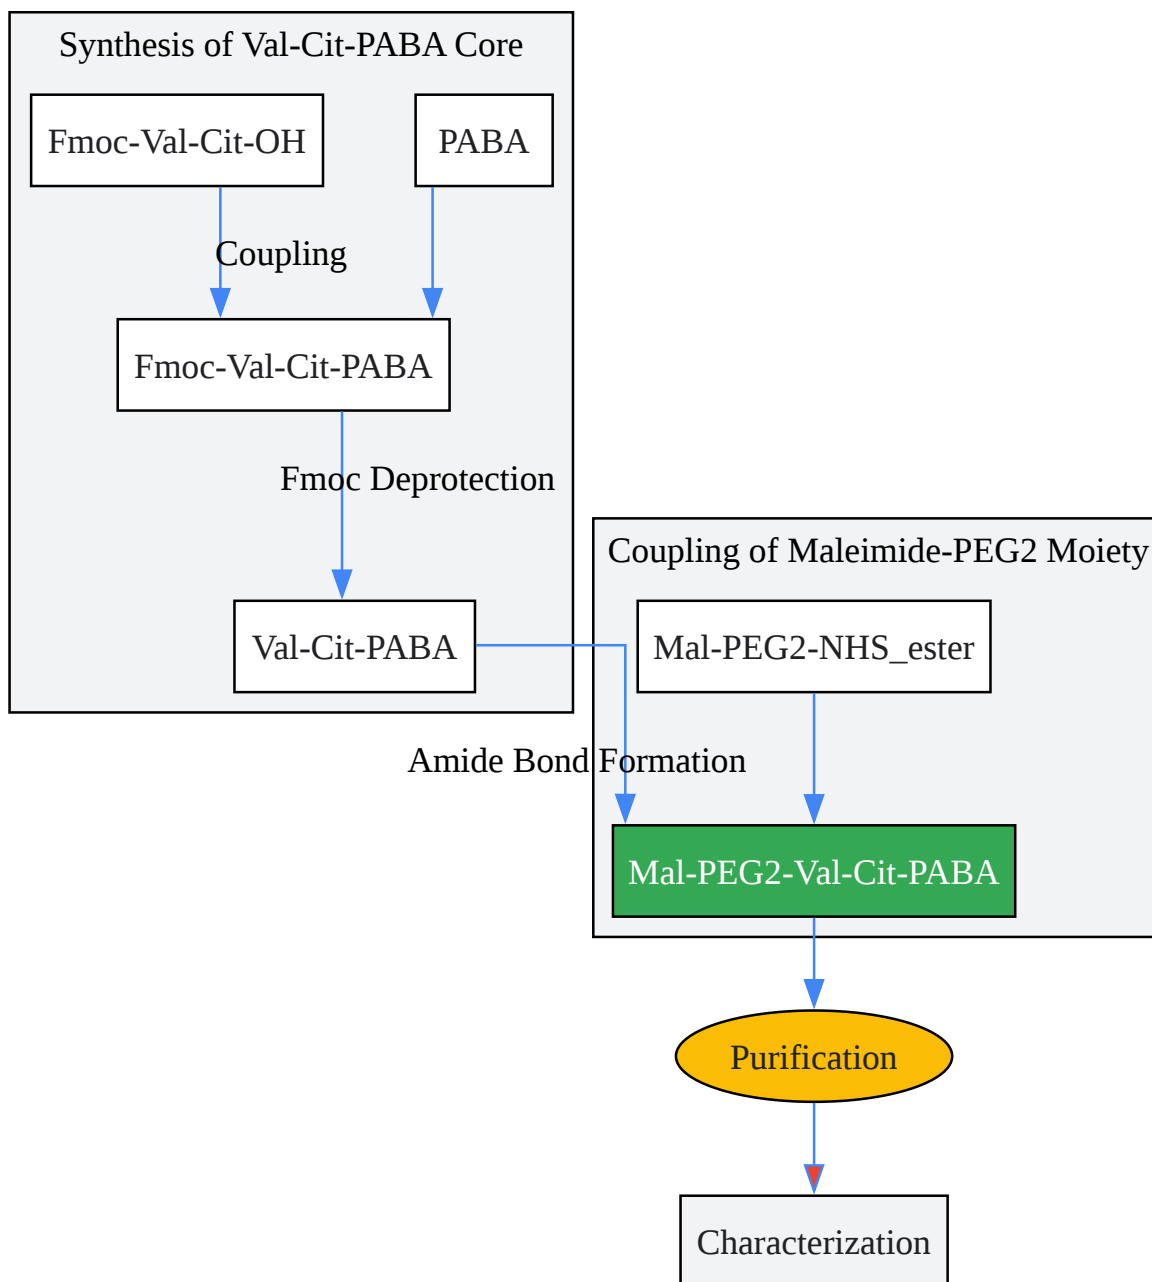 Synthesis of Val-Cit-PABA Core
Fmoc-Val-Cit-OH
PABA
Coupling
Fmoc-Val-Cit-PABA
Fmoc Deprotection
Val-Cit-PABA
Coupling of Maleimide-PEG2 Moiety
Mal-PEG2-NHS_ester
Amide Bond Formation
Mal-PEG2-Val-Cit-PABA
Purification
Characterization